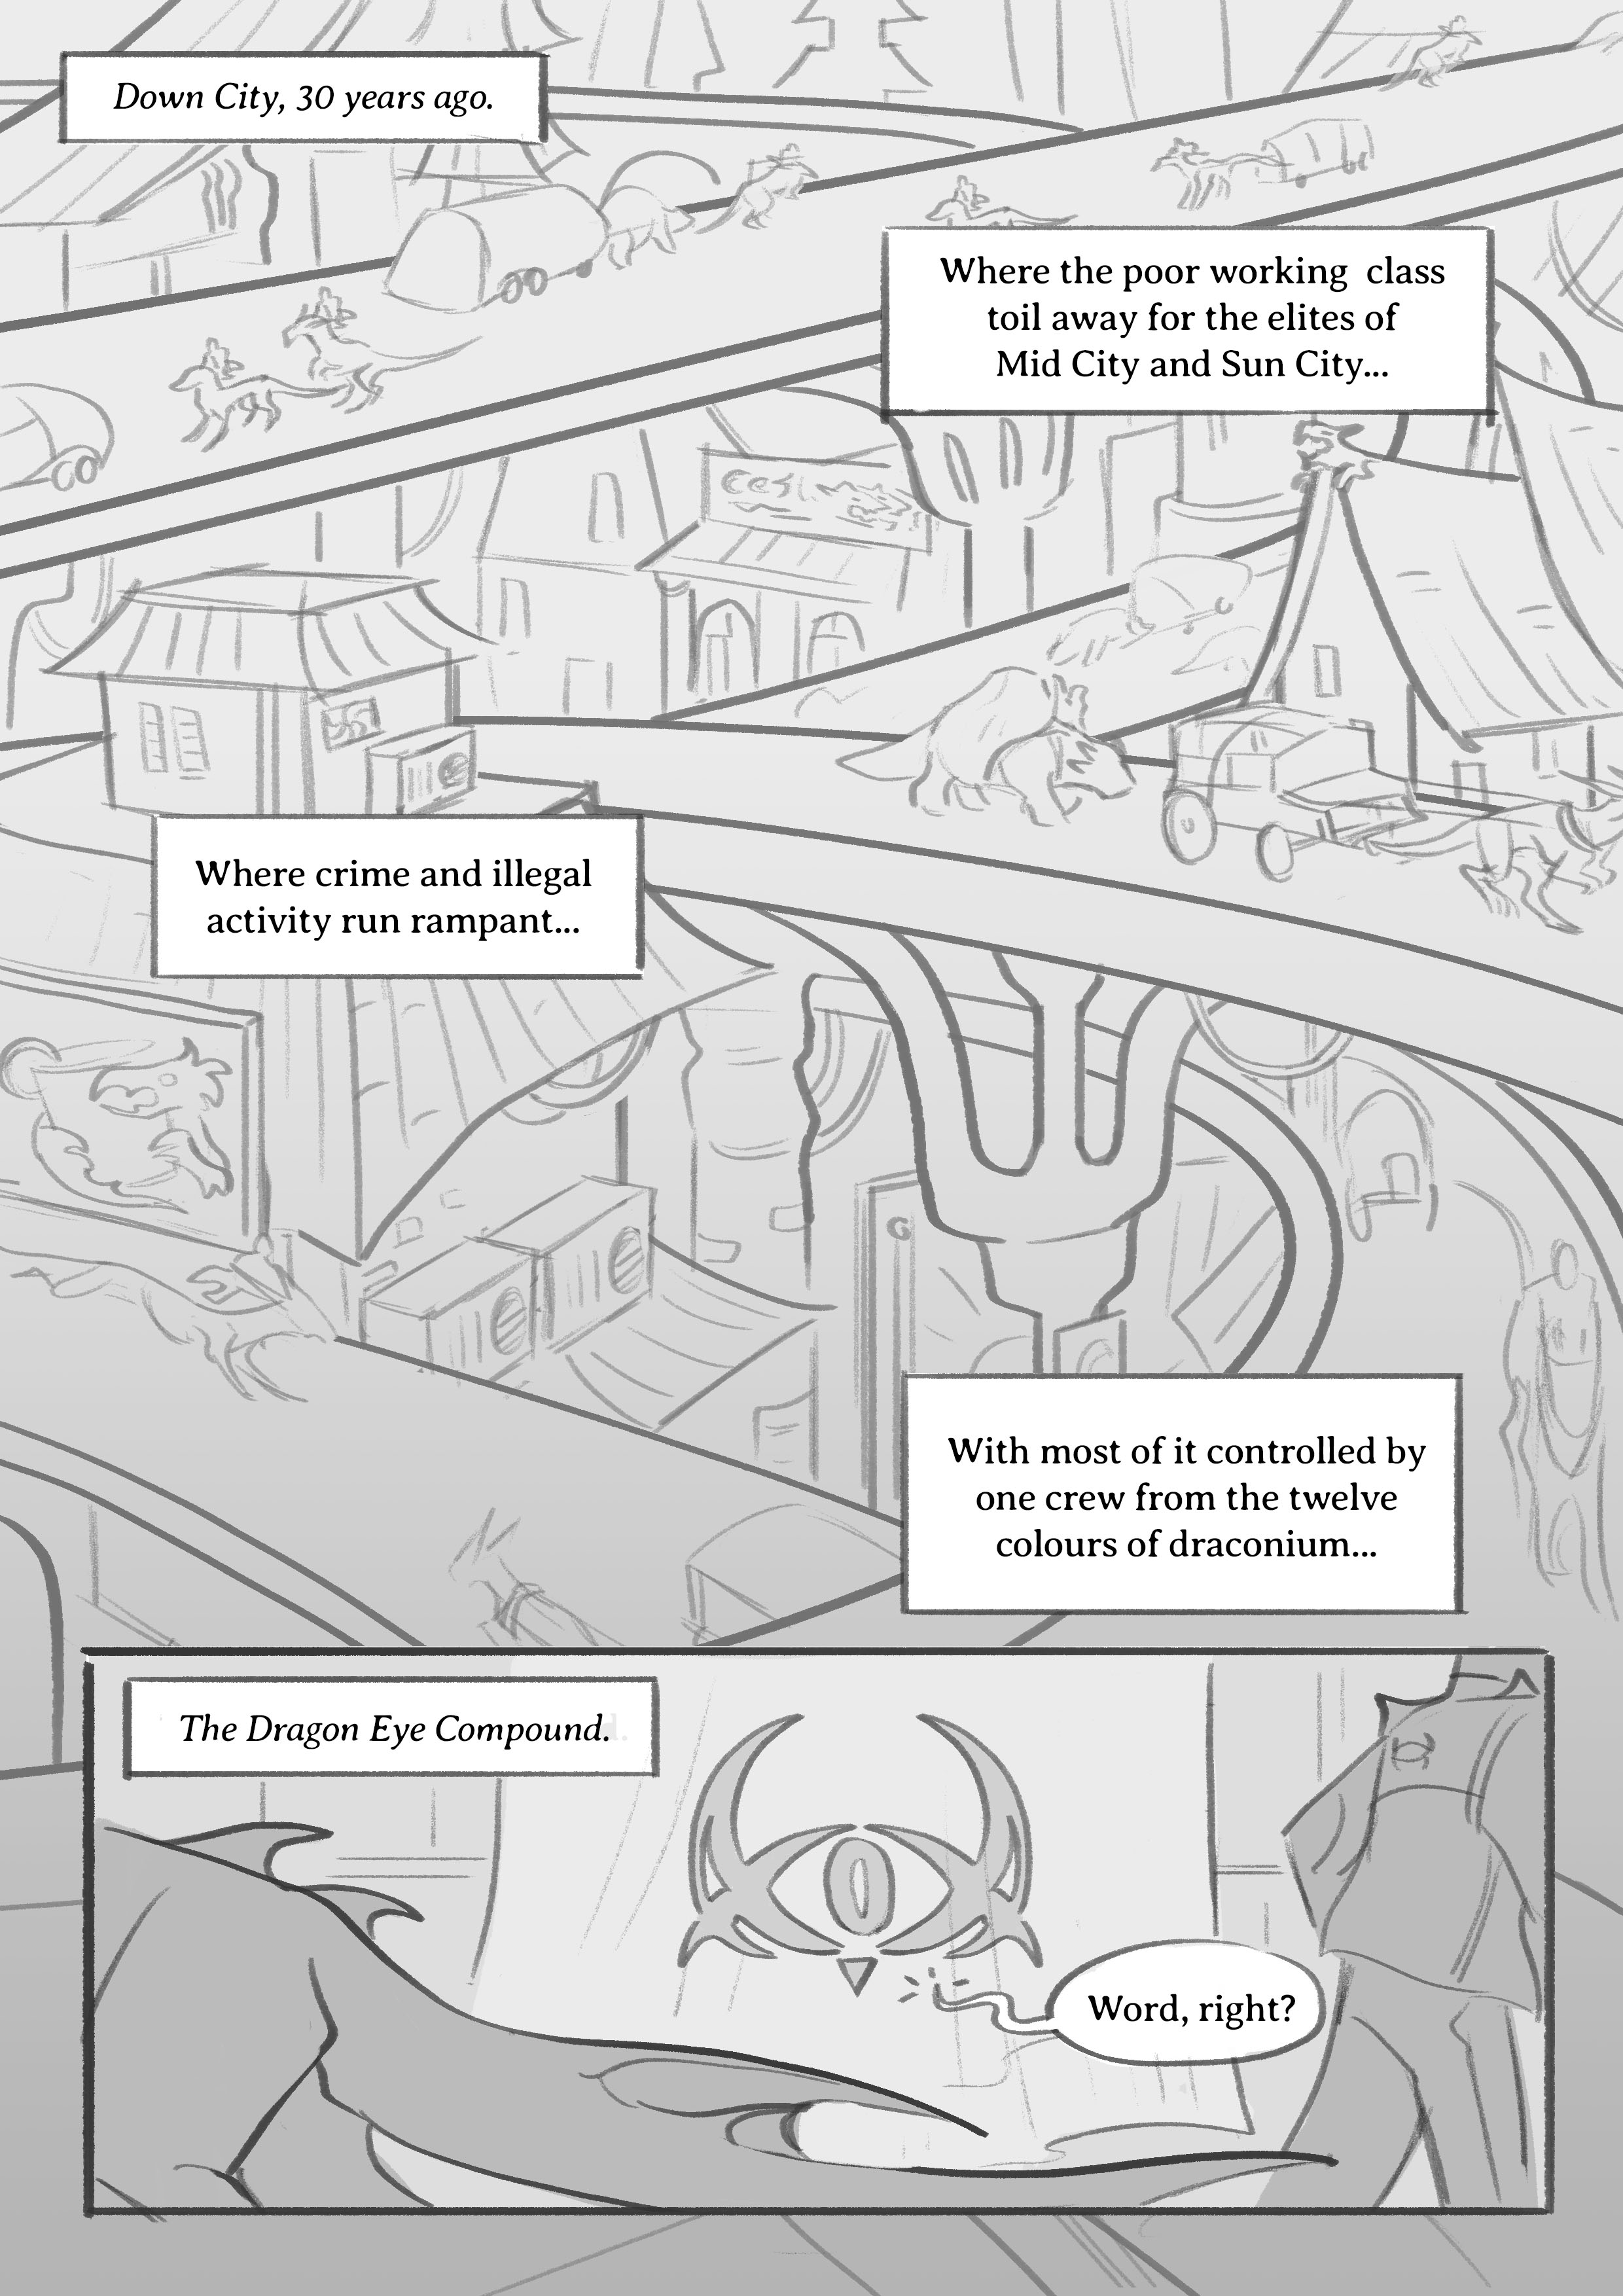 Down City, 30 years ago.
Where the poor working class
toil away for the elites of
Mid City and Sun City...
Where crime and illegal
activity run rampant...
With most of it controlled by
one crew from the twelve
colours of draconium...
The Dragon Eye Compound.
Word, right?